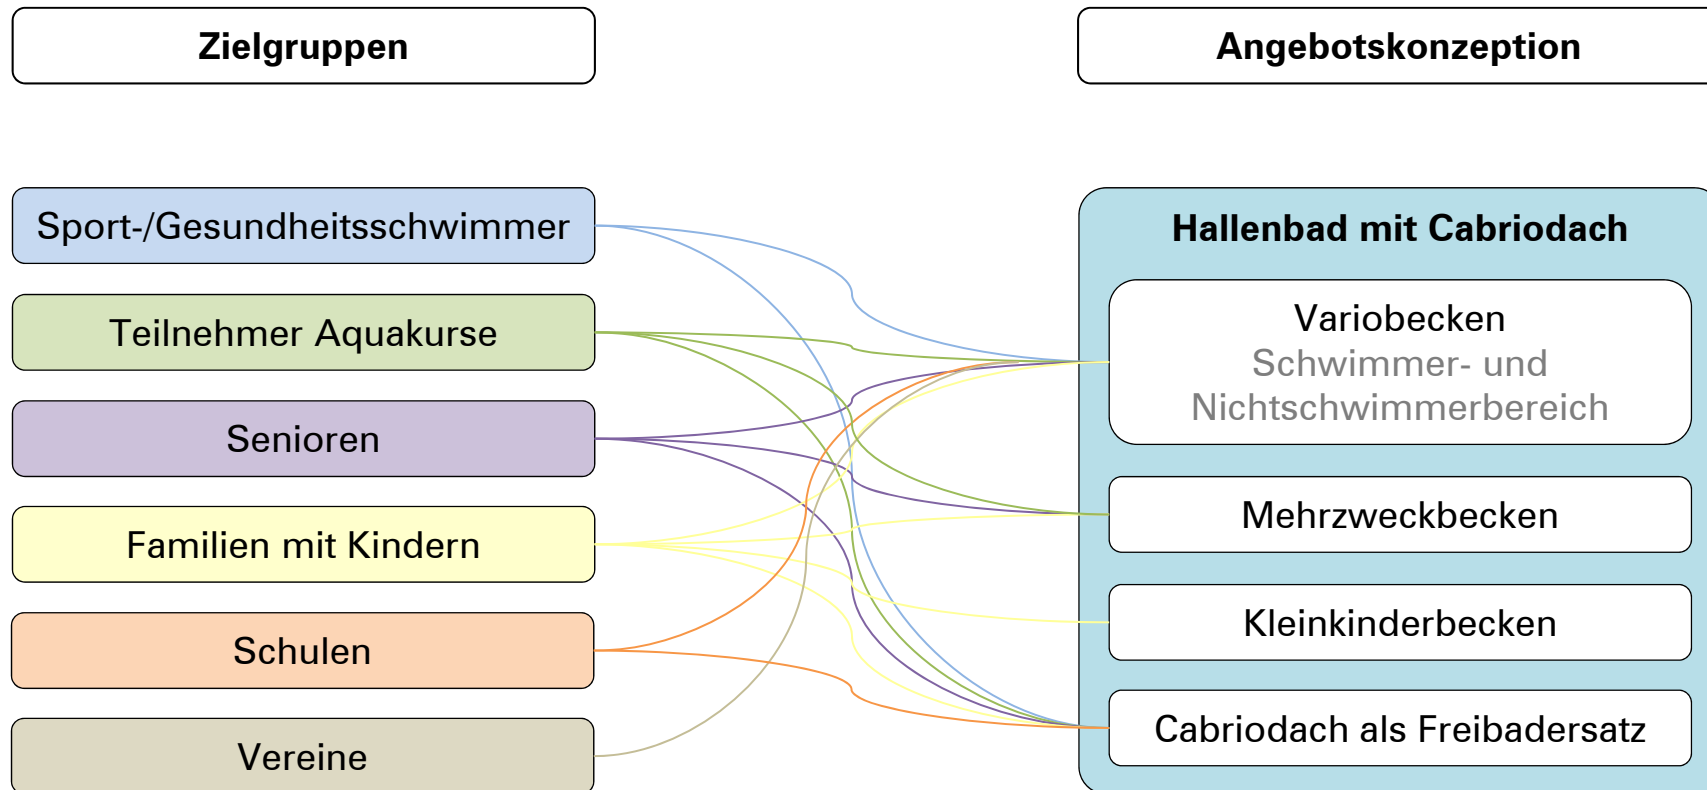 Zielgruppen
Angebotskonzeption
Sport-/Gesundheitsschwimmer
Teilnehmer Aquakurse
Senioren
Familien mit Kindern
Schulen
Vereine
Hallenbad mit Cabriodach
Variobecken
Schwimmer- und
Nichtschwimmerbereich
Mehrzweckbecken
Kleinkinderbecken
Cabriodach als Freibadersatz